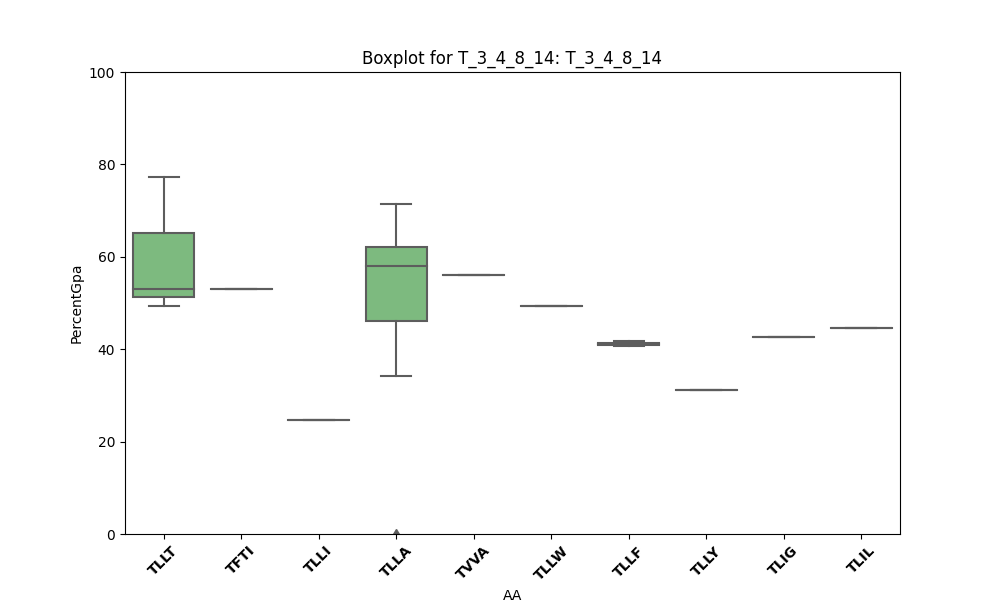 Boxplot for T_3_4_8_14: T_3_4_8_14
100
80
60
40
20
0
PercentGpa
TLLT TFTI TLLI TLLA TVVA TLLW TLLF TLLY TLIG TLIL
AA